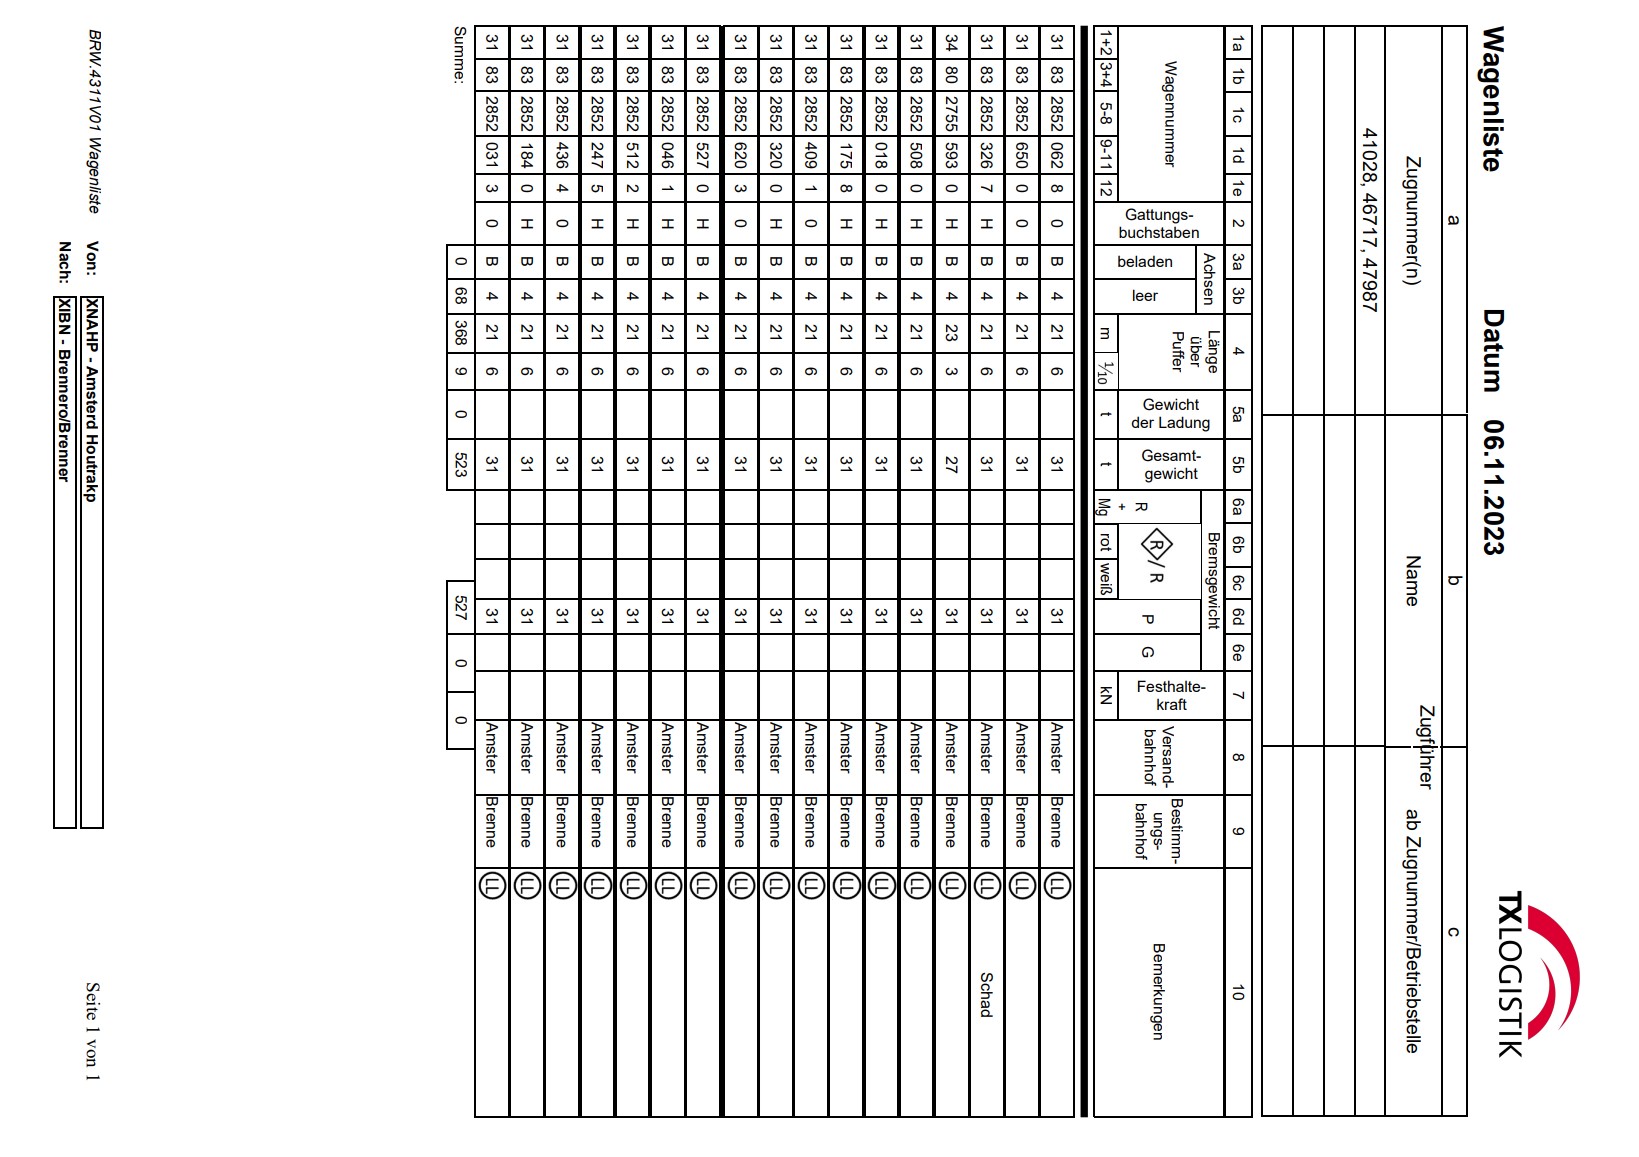 TXLOGISTIK
Wagenliste Datum 06.11.2023
a b c
Zugführer
Zugnummer(n) Name ab Zugnummer/Betriebstelle
41028, 46717, 47987
1a 1b 1c 1d 1e 2 3a 3b 4 5a 5b 6a 6b 6c 6d 6e 7 8 9 10
Wagennummer
Gattungs-
buchstaben
Achsen
beladen
leer
Länge
über
Puffer
Gewicht
der Ladung
Gesamt-
gewicht
Bremsgewicht
R
+
Mg
R / R
P
G
Festhalte-
kraft
Versand-
bahnhof
Bestimm-
ungs-
bahnhof
Bemerkungen
1+2 3+4 5-8 9-11 12 m 1/10 t t rot weiß kN
31 83 2852 062 8 0 B 4 21 6 31 31 Amster Brenne LL
31 83 2852 650 0 0 B 4 21 6 31 31 Amster Brenne LL
31 83 2852 326 7 H B 4 21 6 31 31 Amster Brenne LL Schad
34 80 2755 593 0 H B 4 23 3 27 31 Amster Brenne LL
31 83 2852 508 0 H B 4 21 6 31 31 Amster Brenne LL
31 83 2852 018 0 H B 4 21 6 31 31 Amster Brenne LL
31 83 2852 175 8 H B 4 21 6 31 31 Amster Brenne LL
31 83 2852 409 1 0 B 4 21 6 31 31 Amster Brenne LL
31 83 2852 320 0 H B 4 21 6 31 31 Amster Brenne LL
31 83 2852 620 3 0 B 4 21 6 31 31 Amster Brenne LL
31 83 2852 527 0 H B 4 21 6 31 31 Amster Brenne LL
31 83 2852 046 1 H B 4 21 6 31 31 Amster Brenne LL
31 83 2852 512 2 H B 4 21 6 31 31 Amster Brenne LL
31 83 2852 247 5 H B 4 21 6 31 31 Amster Brenne LL
31 83 2852 436 4 0 B 4 21 6 31 31 Amster Brenne LL
31 83 2852 184 0 H B 4 21 6 31 31 Amster Brenne LL
31 83 2852 031 3 0 B 4 21 6 31 31 Amster Brenne LL
Summe: 0 68 368 9 0 523 527 0 0
BRW.4311V01 Wagenliste Von: XNAHP - Amsterd Houtrakp Seite 1 von 1
Nach: XIBN - Brennero/Brenner